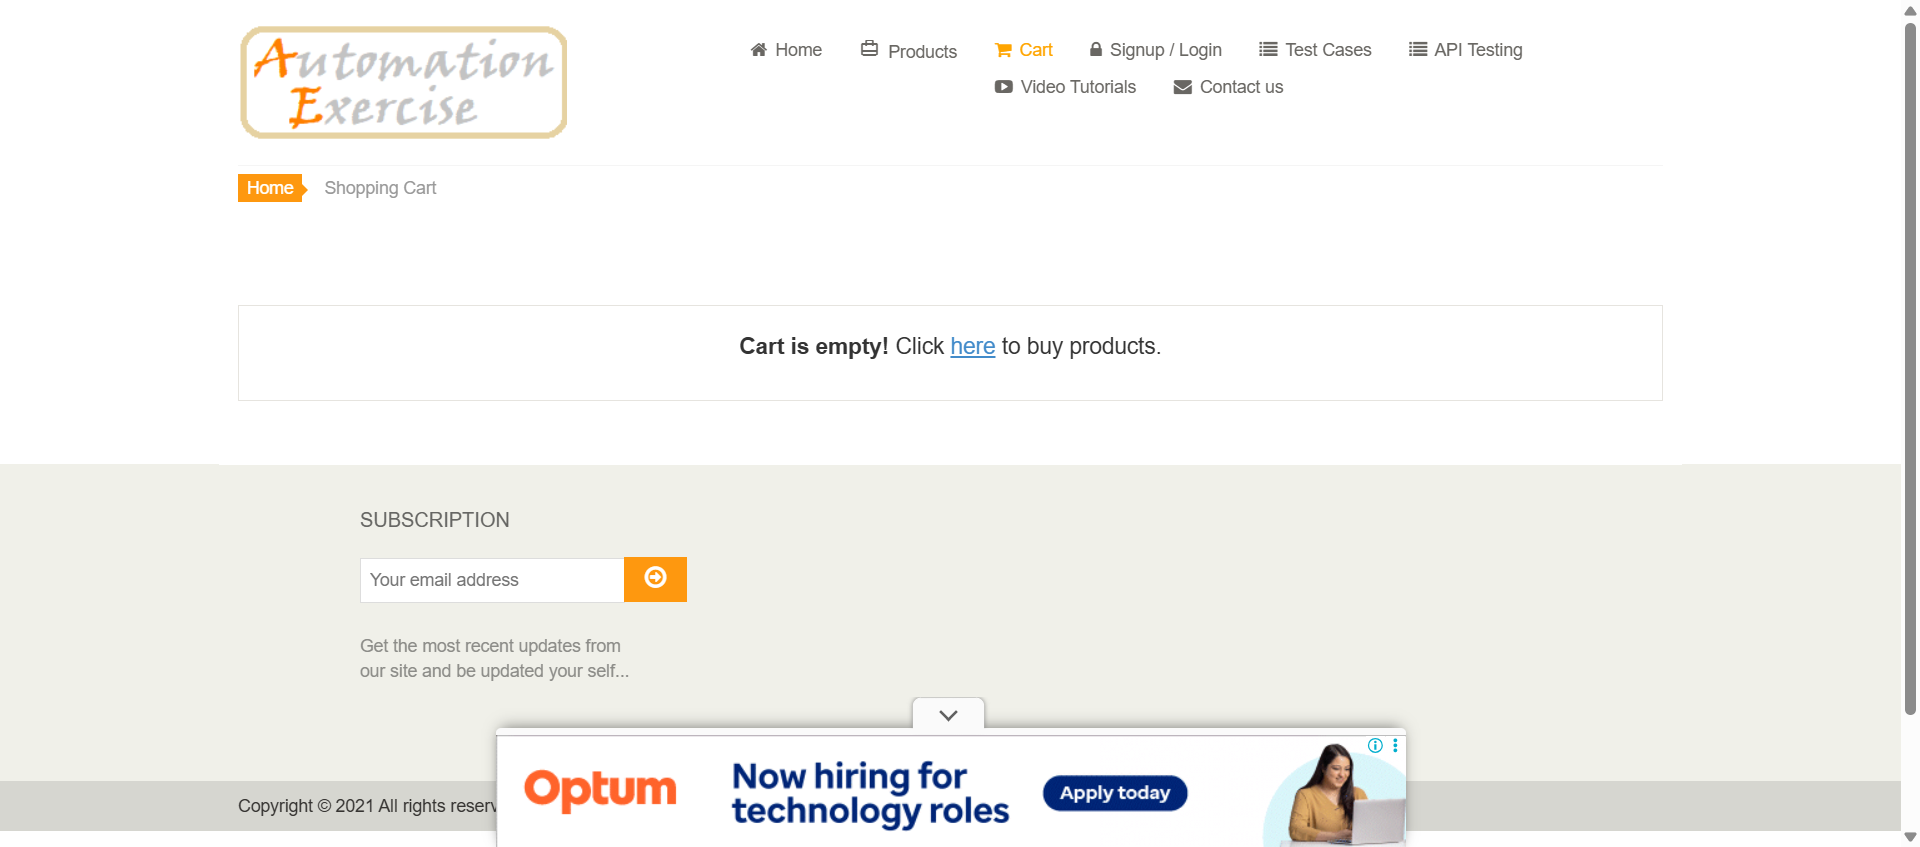 Automation
Exercise
Home
Products
Cart
Signup / Login
Test Cases
API Testing
Video Tutorials
Contact us
Home
Shopping Cart
Cart is empty! Click here to buy products.
SUBSCRIPTION
Your email address
Get the most recent updates from
our site and be updated your self...
Copyright © 2021 All rights reserv
Optum
Now hiring for
technology roles
Apply today